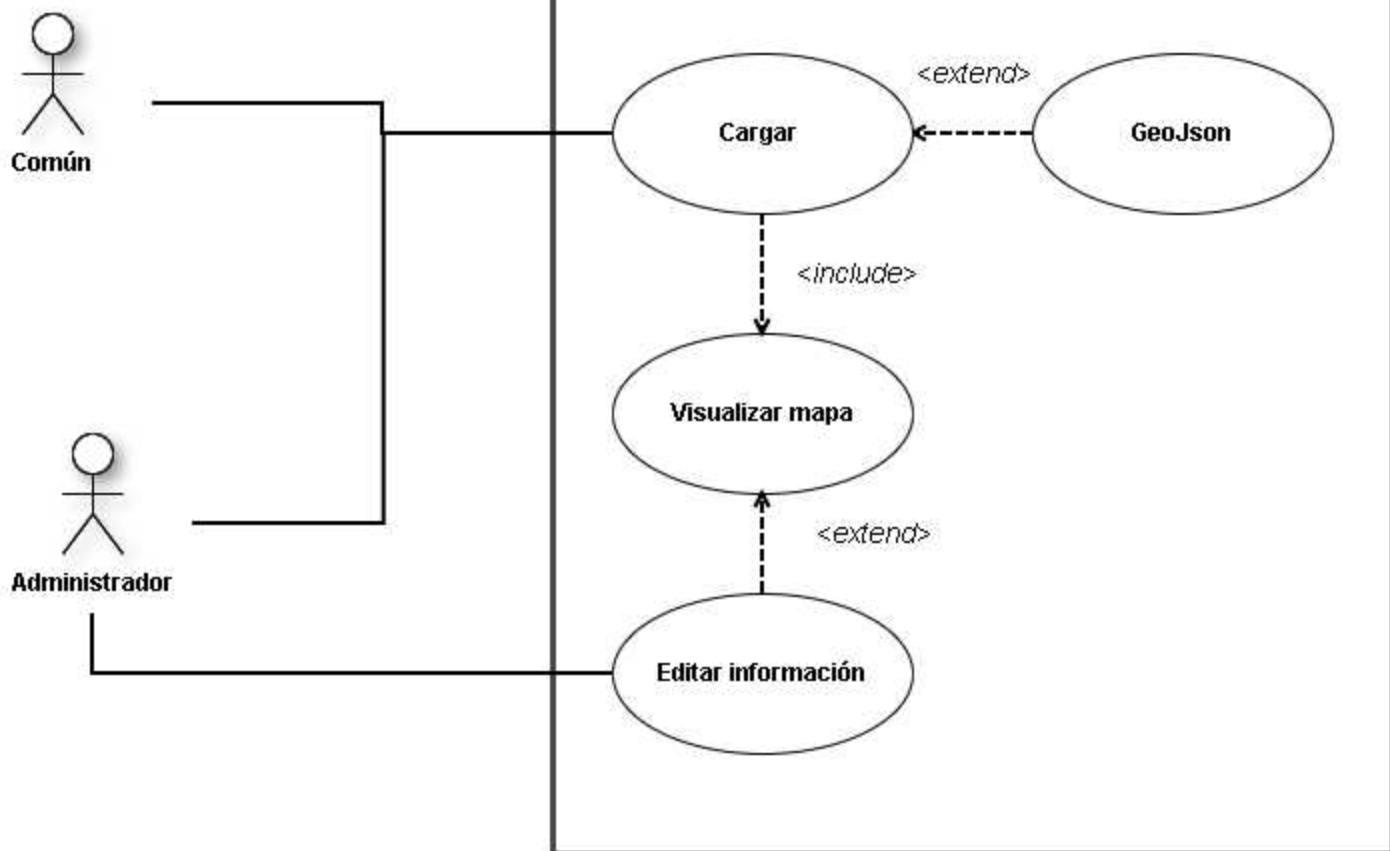 <extend>
Cargar
GeoJson
Común
<include>
Visualizar mapa
<extend>
Administrador
Editar información